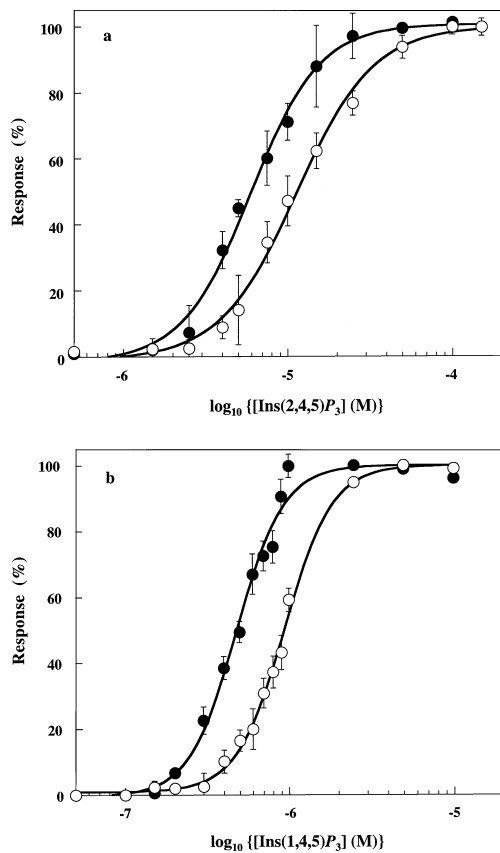 a
100
80
60
40
20
0
Response (%)
-6 -5 -4
log10 {[Ins(2,4,5)P3] (M)}
b
100
80
60
40
20
0
Response (%)
-7 -6 -5
log10 {[Ins(1,4,5)P3] (M)}